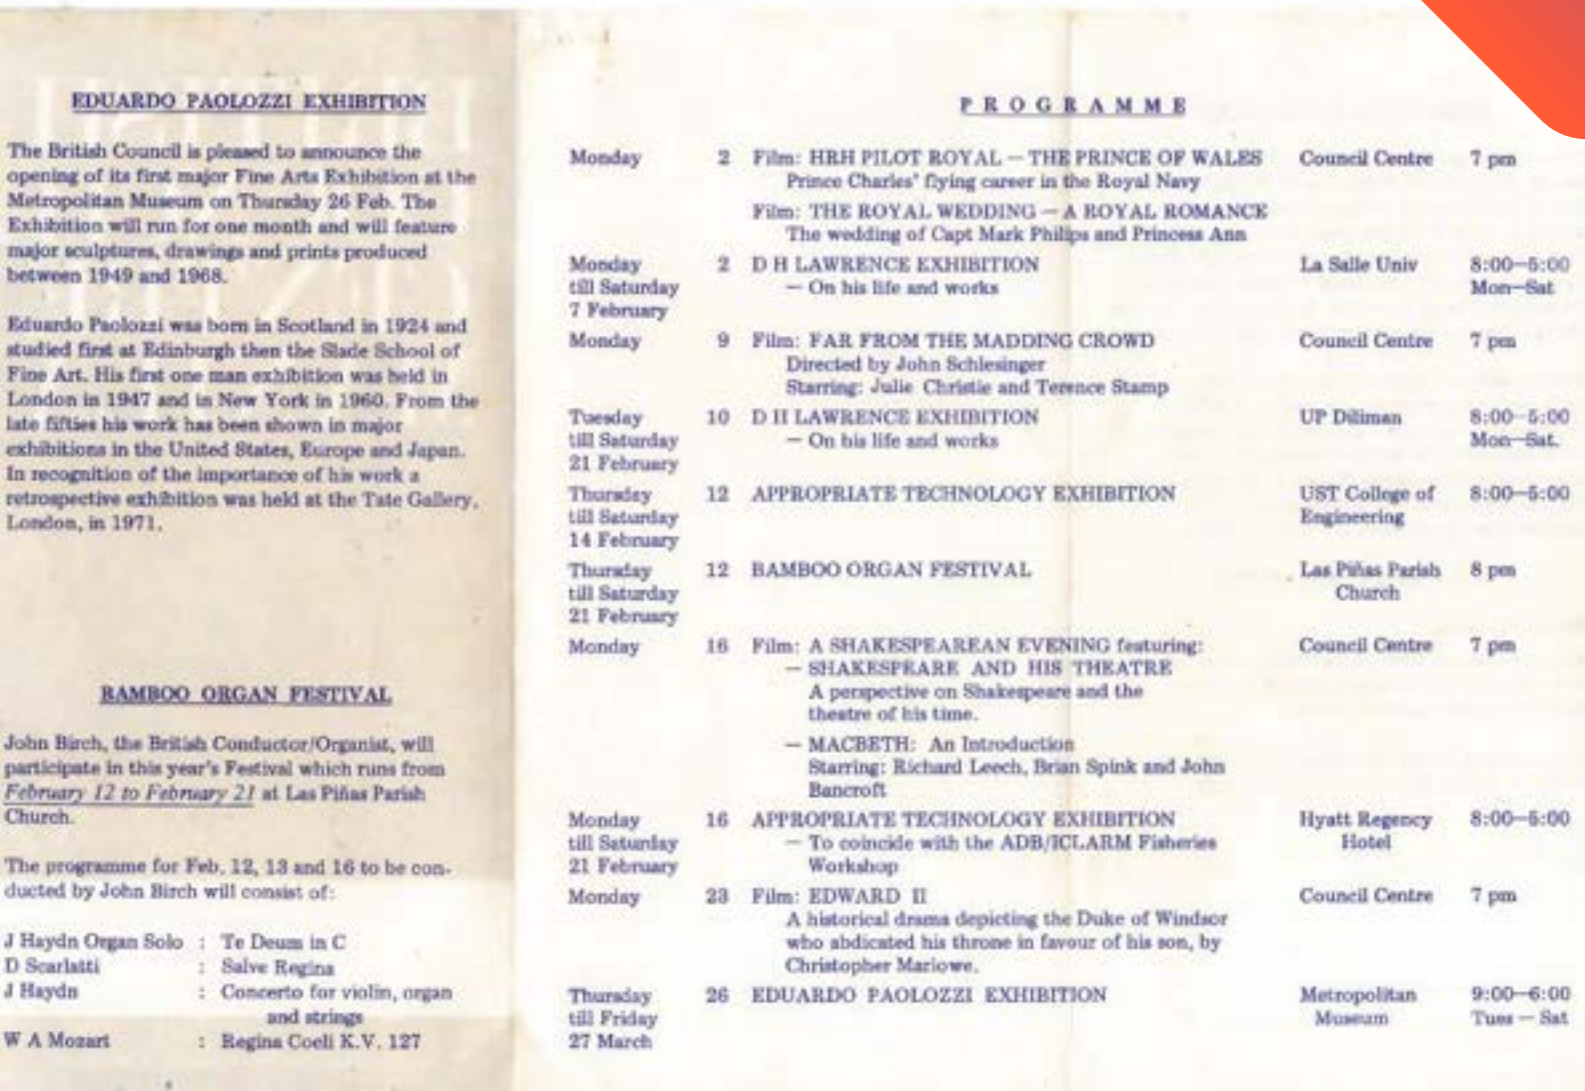 EDUARDO PAOLOZZI EXHIBITION
The British Council is pleased to announce the
opening of its first major Fine Arts Exhibition at the
Metropolitan Museum on Thursday 26 Feb. The
Exhibition will run for one month and will feature
major sculptures, drawings and prints produced
between 1949 and 1968.
Eduardo Paolozzi was born in Scotland in 1924 and
studied first at Edinburgh then the Slade School of
Fine Art. His first one man exhibition was held in
London in 1947 and in New York in 1960. From the
late fifties his work has been shown in major
exhibitions in the United States, Europe and Japan.
In recognition of the importance of his work a
retrospective exhibition was held at the Tate Gallery,
London, in 1971.
BAMBOO ORGAN FESTIVAL
John Birch, the British Conductor/Organist, will
participate in this year's Festival which runs from
February 12 to February 21 at Las Piñas Parish
Church.
The programme for Feb. 12, 13 and 16 to be con-
ducted by John Birch will consist of:
J Haydn Organ Solo : Te Deum in C
D Scarlatti : Salve Regina
J Haydn : Concerto for violin, organ
and strings
W A Mozart : Regina Coeli K.V. 127
PROGRAMME
Monday 2 Film: HRH PILOT ROYAL — THE PRINCE OF WALES Council Centre 7 pm
Prince Charles' flying career in the Royal Navy
Film: THE ROYAL WEDDING — A ROYAL ROMANCE
The wedding of Capt Mark Philips and Princess Ann
Monday 2 D H LAWRENCE EXHIBITION La Salle Univ 8:00—5:00
till Saturday — On his life and works Mon—Sat
7 February
Monday 9 Film: FAR FROM THE MADDING CROWD Council Centre 7 pm
Directed by John Schlesinger
Starring: Julie Christie and Terence Stamp
Tuesday 10 D H LAWRENCE EXHIBITION UP Diliman 8:00—5:00
till Saturday — On his life and works Mon—Sat.
21 February
Thursday 12 APPROPRIATE TECHNOLOGY EXHIBITION UST College of 8:00—5:00
till Saturday Engineering
14 February
Thursday 12 BAMBOO ORGAN FESTIVAL Las Piñas Parish 8 pm
till Saturday Church
21 February
Monday 16 Film: A SHAKESPEAREAN EVENING featuring: Council Centre 7 pm
— SHAKESPEARE AND HIS THEATRE
A perspective on Shakespeare and the
theatre of his time.
— MACBETH: An Introduction
Starring: Richard Leech, Brian Spink and John
Bancroft
Monday 16 APPROPRIATE TECHNOLOGY EXHIBITION Hyatt Regency 8:00—5:00
till Saturday — To coincide with the ADB/ICLARM Fisheries Hotel
21 February Workshop
Monday 23 Film: EDWARD II Council Centre 7 pm
A historical drama depicting the Duke of Windsor
who abdicated his throne in favour of his son, by
Christopher Marlowe.
Thursday 26 EDUARDO PAOLOZZI EXHIBITION Metropolitan 9:00—6:00
till Friday Museum Tues — Sat
27 March